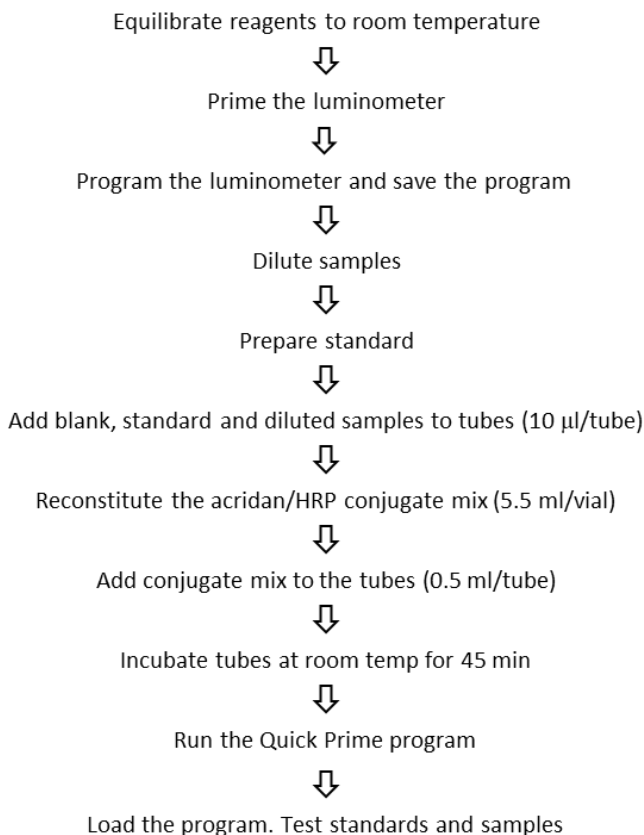 Equilibrate reagents to room temperature
Prime the luminometer
Program the luminometer and save the program
Dilute samples
Prepare standard
Add blank, standard and diluted samples to tubes (10 µl/tube)
Reconstitute the acridan/HRP conjugate mix (5.5 ml/vial)
Add conjugate mix to the tubes (0.5 ml/tube)
Incubate tubes at room temp for 45 min
Run the Quick Prime program
Load the program. Test standards and samples